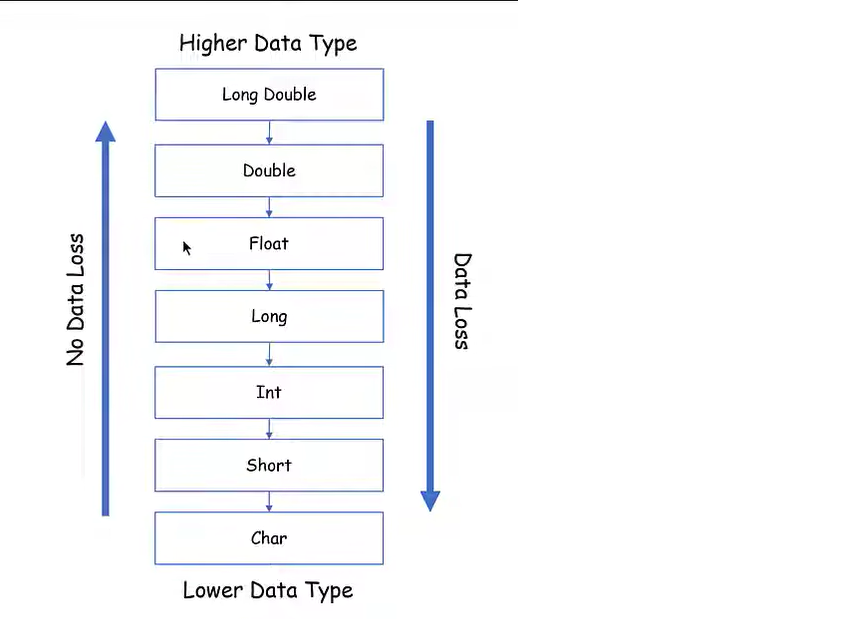 Higher Data Type
Long Double
Double
Float
Long
Int
Short
Char
Lower Data Type
No Data Loss
Data Loss